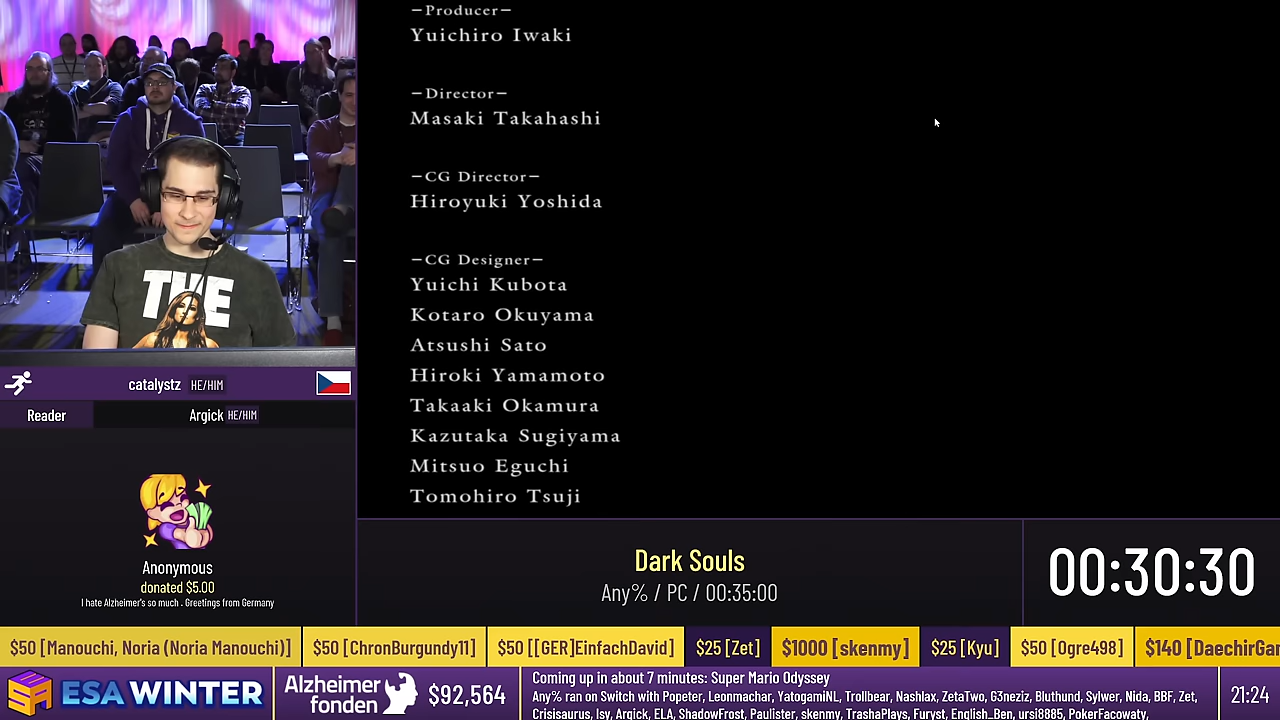 THE
catalystz HE/HIM
Reader
Argick HE/HIM
Anonymous
donated $5.00
I hate Alzheimer's so much . Greetings from Germany
—Producer—
Yuichiro Iwaki
—Director—
Masaki Takahashi
—CG Director—
Hiroyuki Yoshida
—CG Designer—
Yuichi Kubota
Kotaro Okuyama
Atsushi Sato
Hiroki Yamamoto
Takaaki Okamura
Kazutaka Sugiyama
Mitsuo Eguchi
Tomohiro Tsuji
Dark Souls
Any% / PC / 00:35:00
00:30:30
$50 [Manouchi, Noria (Noria Manouchi)] $50 [ChronBurgundy11] $50 [[GER]EinfachDavid] $25 [Zet] $1000 [skenmy] $25 [Kyu] $50 [Ogre498] $140 [DaechirGar
ESA WINTER
Alzheimer
fonden
$92,564
Coming up in about 7 minutes: Super Mario Odyssey
Any% ran on Switch with Popeter, Leonmachar, YatogamiNL, Trollbear, Nashlax, ZetaTwo, G3neziz, Bluthund, Sylwer, Nida, BBF, Zet,
Crisisaurus, Isy, Argick, ELA, ShadowFrost, Paulister, skenmy, TrashaPlays, Furyst, English_Ben, ursi8885, PokerFacowaty,
21:24